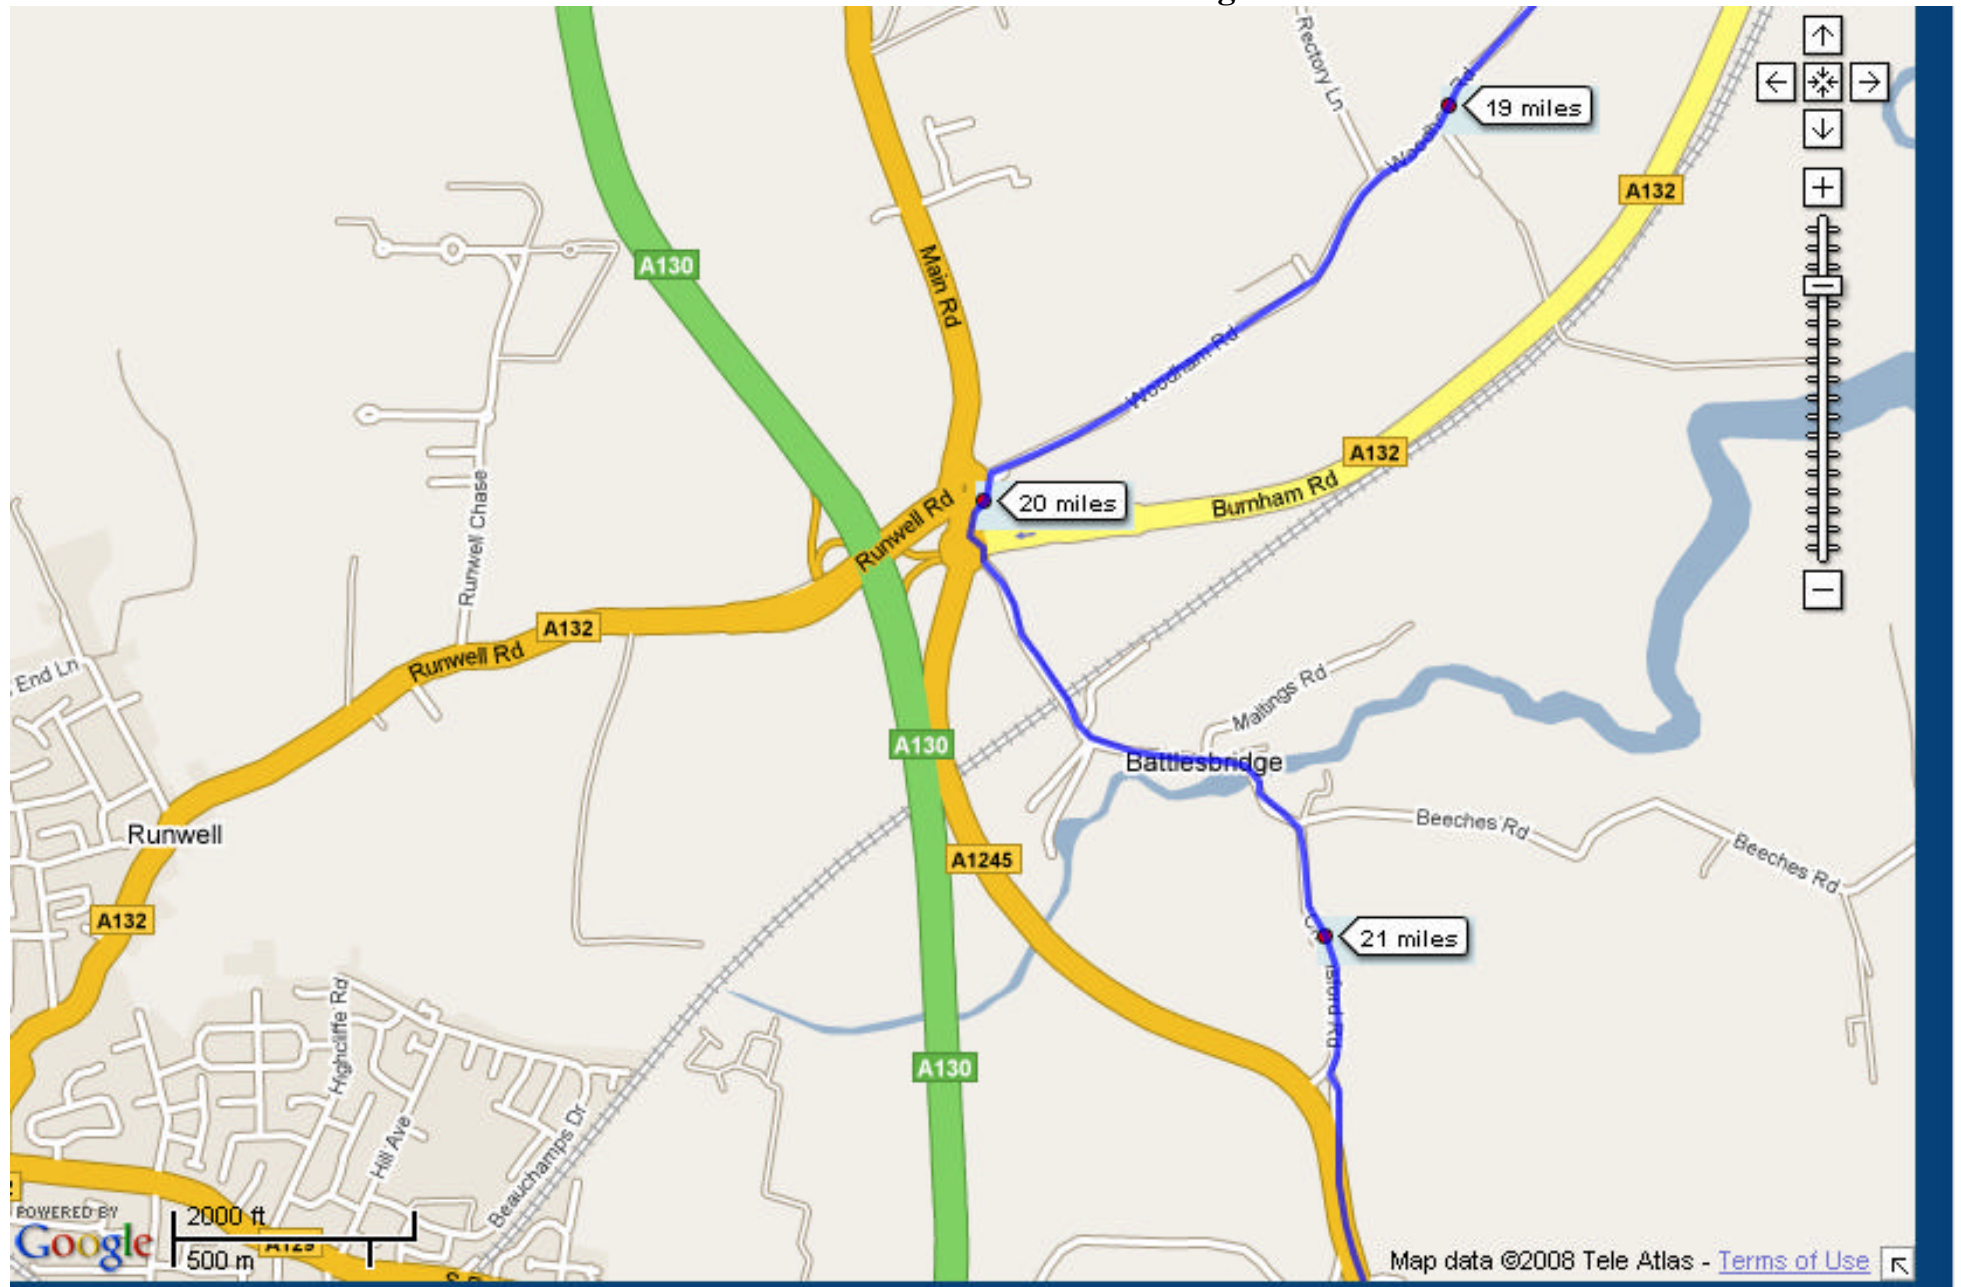 Rectory Ln
Rd
19 miles
A132
A130
Main Rd
Woodham Rd
A132
Burnham Rd
20 miles
Runwell Rd
Runwell Chase
A132
Runwell Rd
End Ln
Maltings Rd
A130
Battlesbridge
Beeches Rd
Beeches Rd
Runwell
A1245
A132
21 miles
Highcliffe Rd
A130
Hill Ave
Beauchamps Dr
POWERED BY
Google
2000 ft
500 m
A129
Map data ©2008 Tele Atlas - Terms of Use